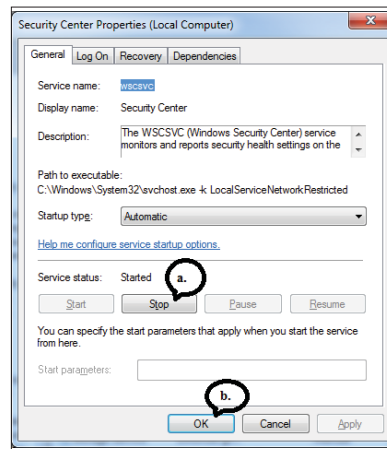 Security Center Properties (Local Computer)
General Log On Recovery Dependencies
Service name: wscsvc
Display name: Security Center
Description: The WSCSVC (Windows Security Center) service
monitors and reports security health settings on the
Path to executable:
C:\Windows\System32\svchost.exe -k LocalServiceNetworkRestricted
Startup type: Automatic
Help me configure service startup options.
Service status: Started a.
Start Stop Pause Resume
You can specify the start parameters that apply when you start the service
from here.
Start parameters:
b.
OK Cancel Apply